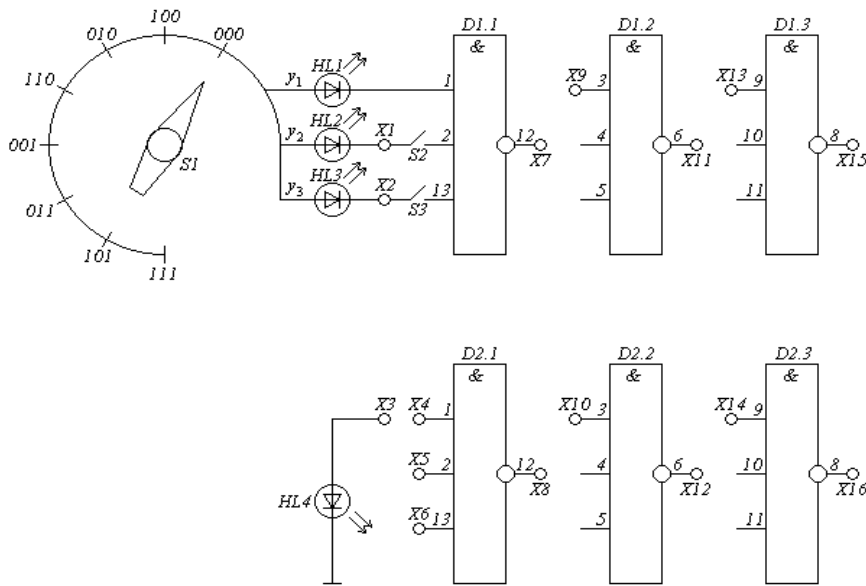 100
010
000
110
001
011
101
111
S1
y1
HL1
y2
HL2
X1
S2
y3
HL3
X2
S3
D1.1
&
1
2
13
12
X7
D1.2
&
X9
3
4
5
6
X11
D1.3
&
X13
9
10
11
8
X15
X3
HL4
D2.1
&
X4
1
X5
2
X6
13
12
X8
D2.2
&
X10
3
4
5
6
X12
D2.3
&
X14
9
10
11
8
X16